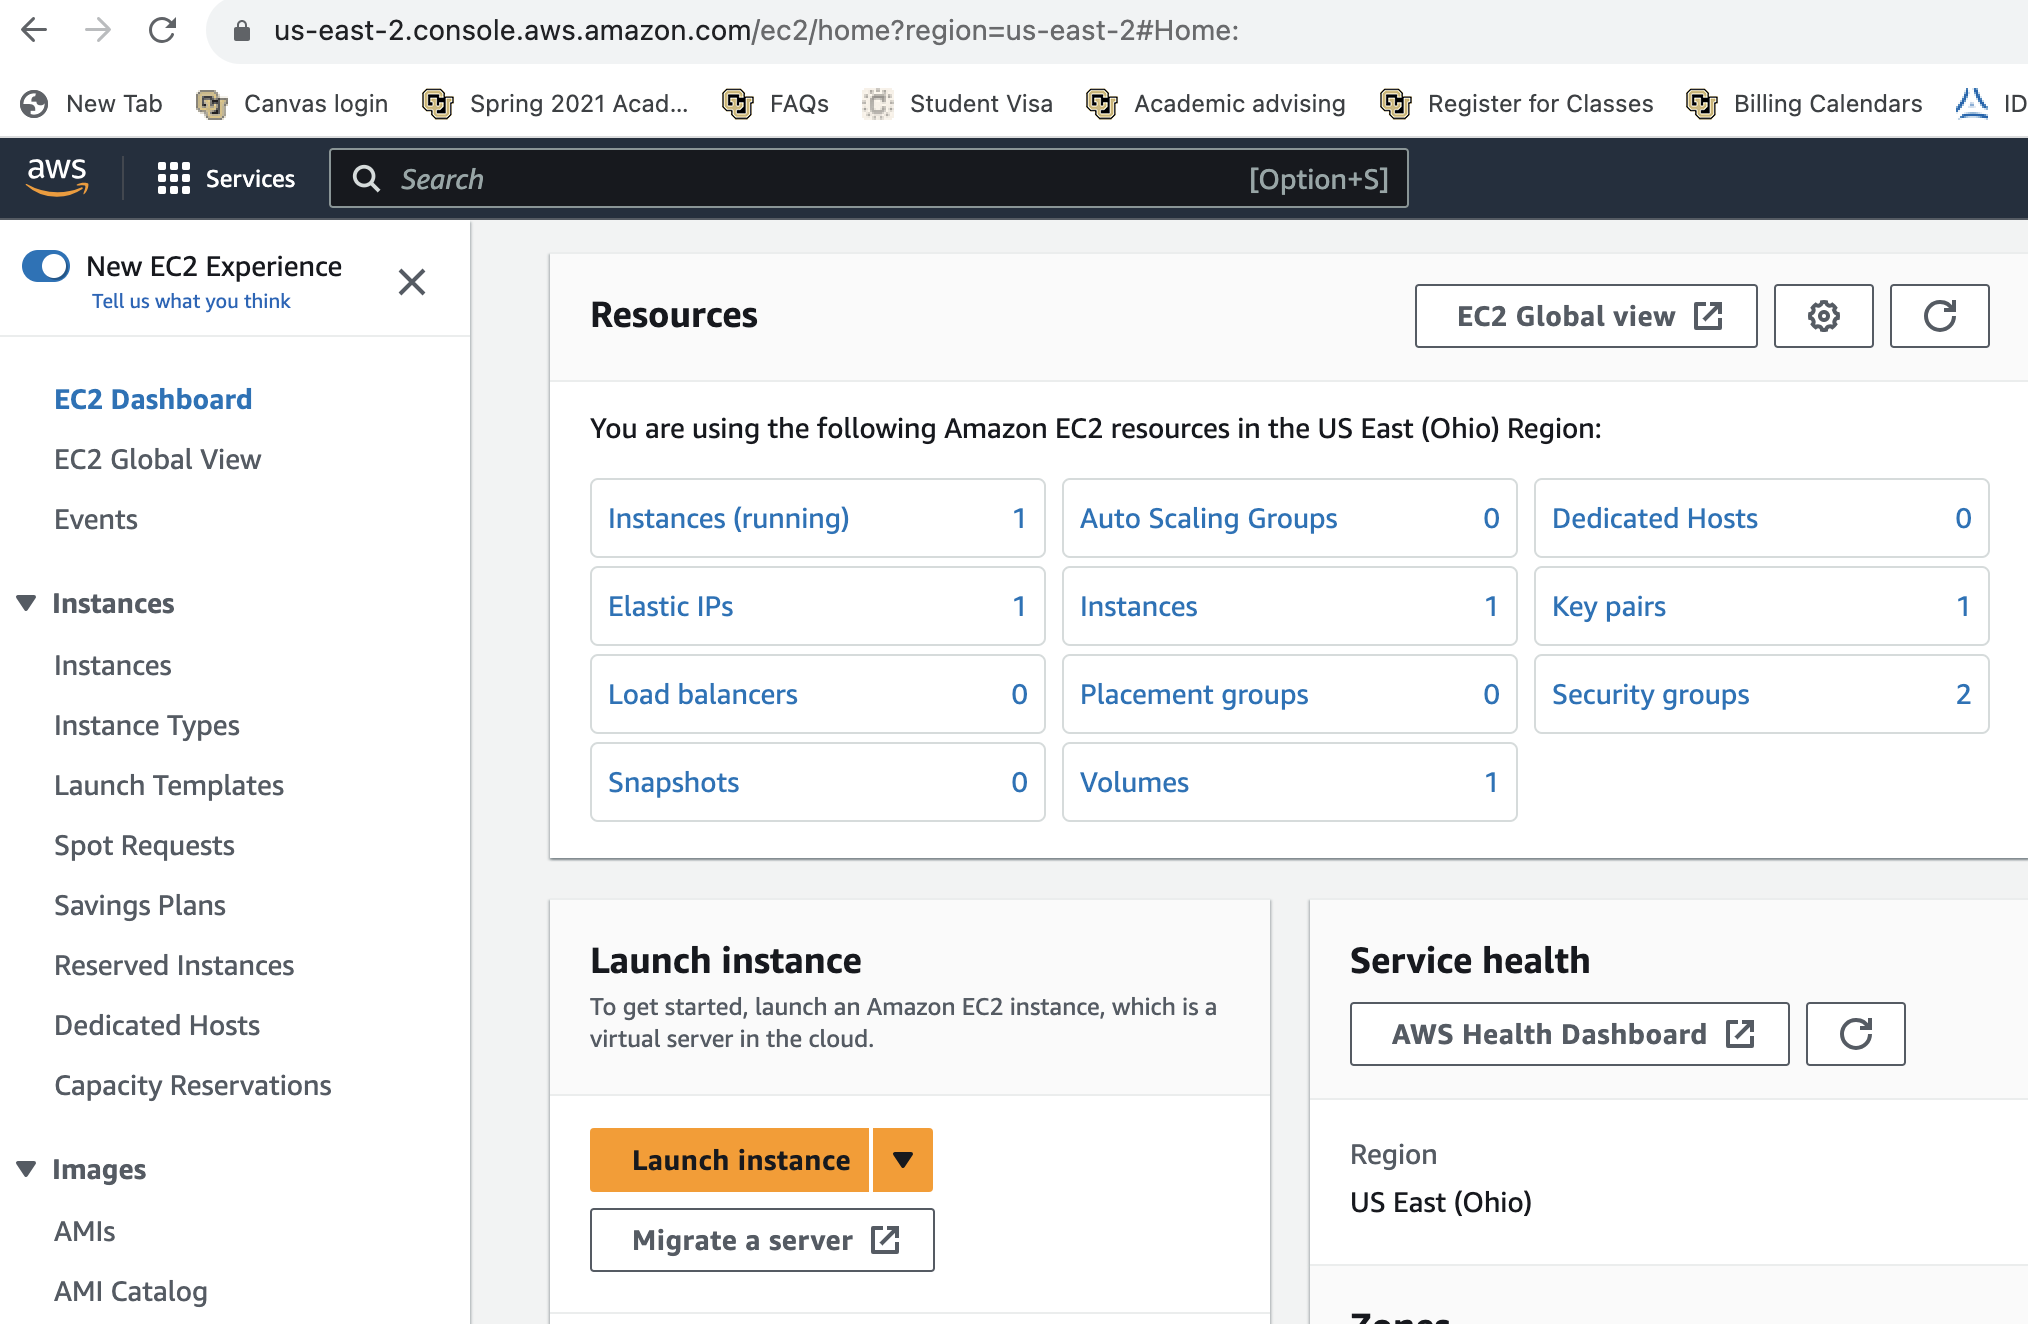 us-east-2.console.aws.amazon.com/ec2/home?region=us-east-2#Home:
New Tab Canvas login Spring 2021 Acad... FAQs Student Visa Academic advising Register for Classes Billing Calendars ID
aws Services Search [Option+S]
New EC2 Experience
Tell us what you think
EC2 Dashboard
EC2 Global View
Events
Instances
Instances
Instance Types
Launch Templates
Spot Requests
Savings Plans
Reserved Instances
Dedicated Hosts
Capacity Reservations
Images
AMIs
AMI Catalog
Resources
EC2 Global view
You are using the following Amazon EC2 resources in the US East (Ohio) Region:
Instances (running) 1 Auto Scaling Groups 0 Dedicated Hosts 0
Elastic IPs 1 Instances 1 Key pairs 1
Load balancers 0 Placement groups 0 Security groups 2
Snapshots 0 Volumes 1
Launch instance
To get started, launch an Amazon EC2 instance, which is a
virtual server in the cloud.
Launch instance
Migrate a server
Service health
AWS Health Dashboard
Region
US East (Ohio)
Zones